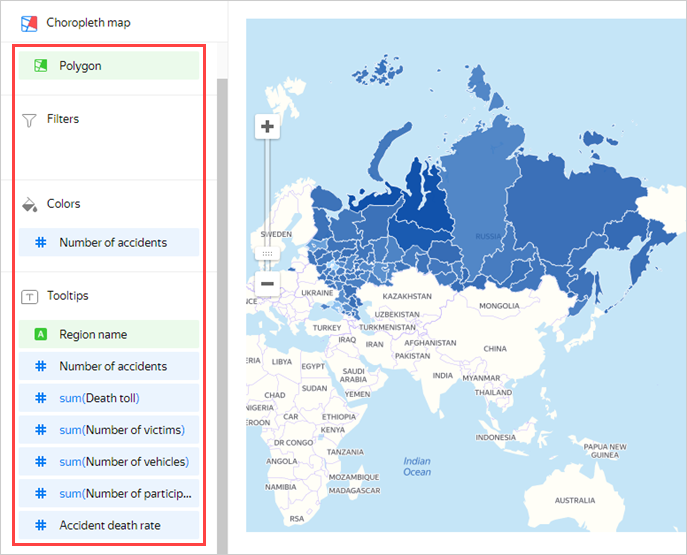 Choropleth map
Polygon
Filters
Colors
# Number of accidents
T Tooltips
A Region name
# Number of accidents
# sum(Death toll)
# sum(Number of victims)
# sum(Number of vehicles)
# sum(Number of particip...
# Accident death rate
+
−
SWEDEN
RUSSIA
UKRAINE
KAZAKHSTAN
MONGOLIA
UZBEKISTAN
TURKEY
TURKMENISTAN
IRAQ
IRAN
AFGHANISTAN
CHINA
PAKISTAN
LIBYA
EGYPT
SAUDI
ARABIA
INDIA
MYANMAR
YEMEN
THAILAND
CHAD
SUDAN
NIGERIA
CAR
ETHIOPIA
EROON
KENYA
INDONESIA
DR CONGO
PAPUA NEW
GUINEA
TANZANIA
ANGOLA
Indian
Ocean
MOZAMBIQUE
NAMIBIA
MADAGASCAR
AUSTRALIA
RSA